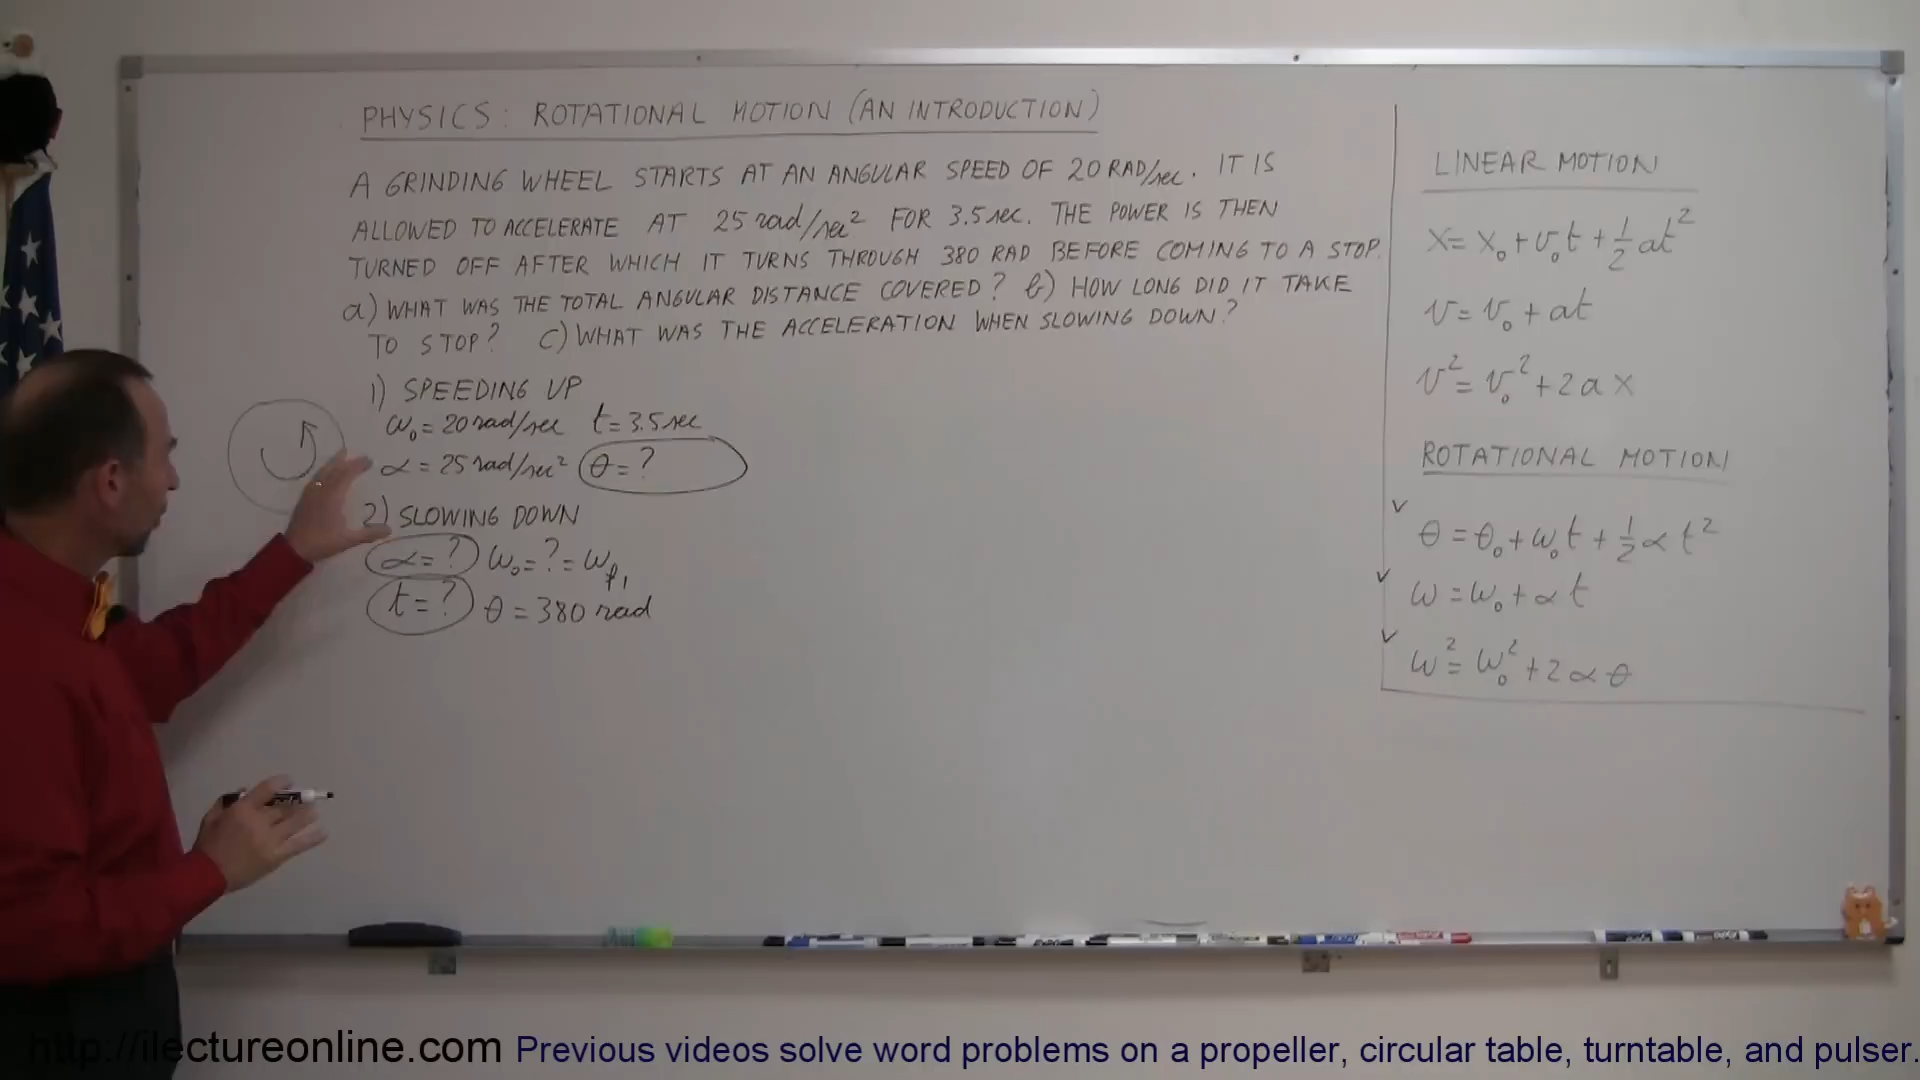 PHYSICS: ROTATIONAL MOTION (AN INTRODUCTION)
A GRINDING WHEEL STARTS AT AN ANGULAR SPEED OF 20 RAD/sec. IT IS
ALLOWED TO ACCELERATE AT 25 rad/sec² FOR 3.5 sec. THE POWER IS THEN
TURNED OFF AFTER WHICH IT TURNS THROUGH 380 RAD BEFORE COMING TO A STOP.
a) WHAT WAS THE TOTAL ANGULAR DISTANCE COVERED? b) HOW LONG DID IT TAKE
TO STOP? C) WHAT WAS THE ACCELERATION WHEN SLOWING DOWN?
1) SPEEDING UP
ω₀ = 20 rad/sec t = 3.5 sec
α = 25 rad/sec² θ = ?
2) SLOWING DOWN
α = ? ω₀ = ? = ω_f₁
t = ? θ = 380 rad
LINEAR MOTION
x = x₀ + v₀t + ½at²
v = v₀ + at
v² = v₀² + 2ax
ROTATIONAL MOTION
θ = θ₀ + ω₀t + ½αt²
ω = ω₀ + αt
ω² = ω₀² + 2αθ
http://ilectureonline.com Previous videos solve word problems on a propeller, circular table, turntable, and pulser.